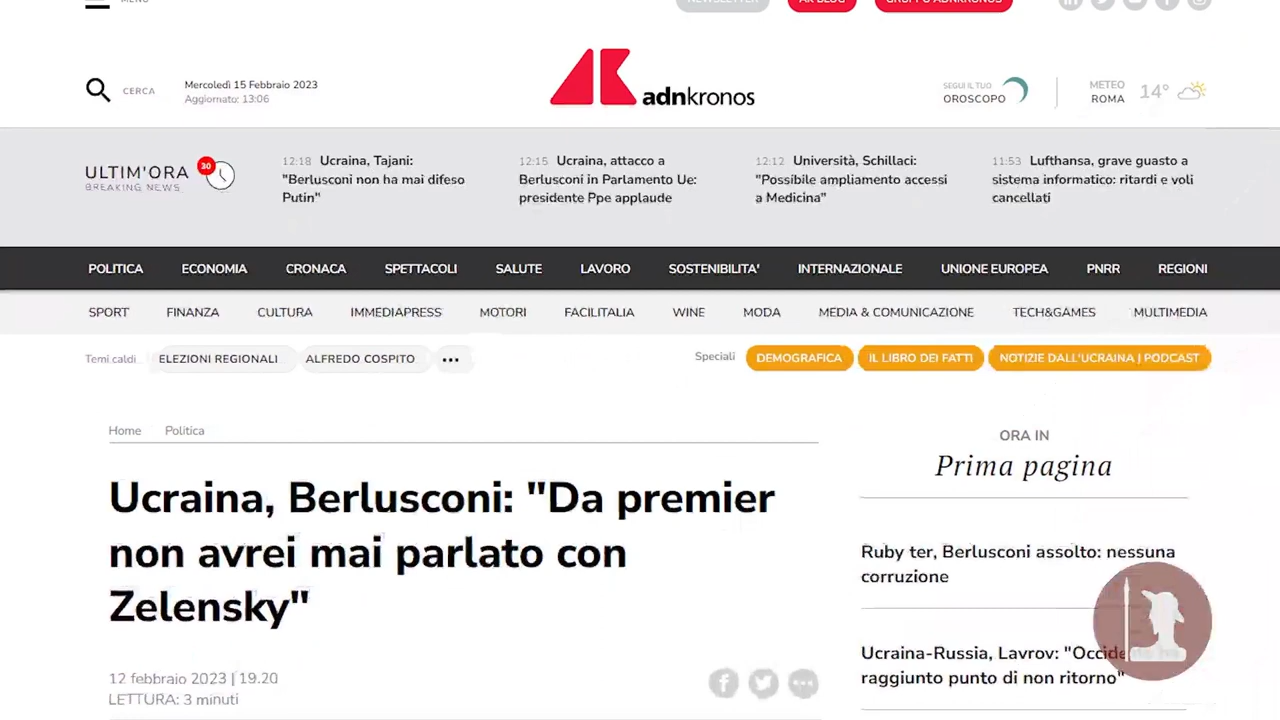 MENU
NEWSLETTER
AK BLOG
GRUPPO ADNKRONOS
CERCA
Mercoledì 15 Febbraio 2023
Aggiornato: 13:06
adnkronos
SEGUI IL TUO
OROSCOPO
METEO
ROMA
14°
ULTIM'ORA
BREAKING NEWS
30
12:18 Ucraina, Tajani:
"Berlusconi non ha mai difeso
Putin"
12:15 Ucraina, attacco a
Berlusconi in Parlamento Ue:
presidente Ppe applaude
12:12 Università, Schillaci:
"Possibile ampliamento accessi
a Medicina"
11:53 Lufthansa, grave guasto a
sistema informatico: ritardi e voli
cancellati
POLITICA ECONOMIA CRONACA SPETTACOLI SALUTE LAVORO SOSTENIBILITA' INTERNAZIONALE UNIONE EUROPEA PNRR REGIONI
SPORT FINANZA CULTURA IMMEDIAPRESS MOTORI FACILITALIA WINE MODA MEDIA & COMUNICAZIONE TECH&GAMES MULTIMEDIA
Temi caldi ELEZIONI REGIONALI ALFREDO COSPITO •••
Speciali DEMOGRAFICA IL LIBRO DEI FATTI NOTIZIE DALL'UCRAINA | PODCAST
Home Politica
Ucraina, Berlusconi: "Da premier
non avrei mai parlato con
Zelensky"
12 febbraio 2023 | 19.20
LETTURA: 3 minuti
ORA IN
Prima pagina
Ruby ter, Berlusconi assolto: nessuna
corruzione
Ucraina-Russia, Lavrov: "Occide
raggiunto punto di non ritorno"